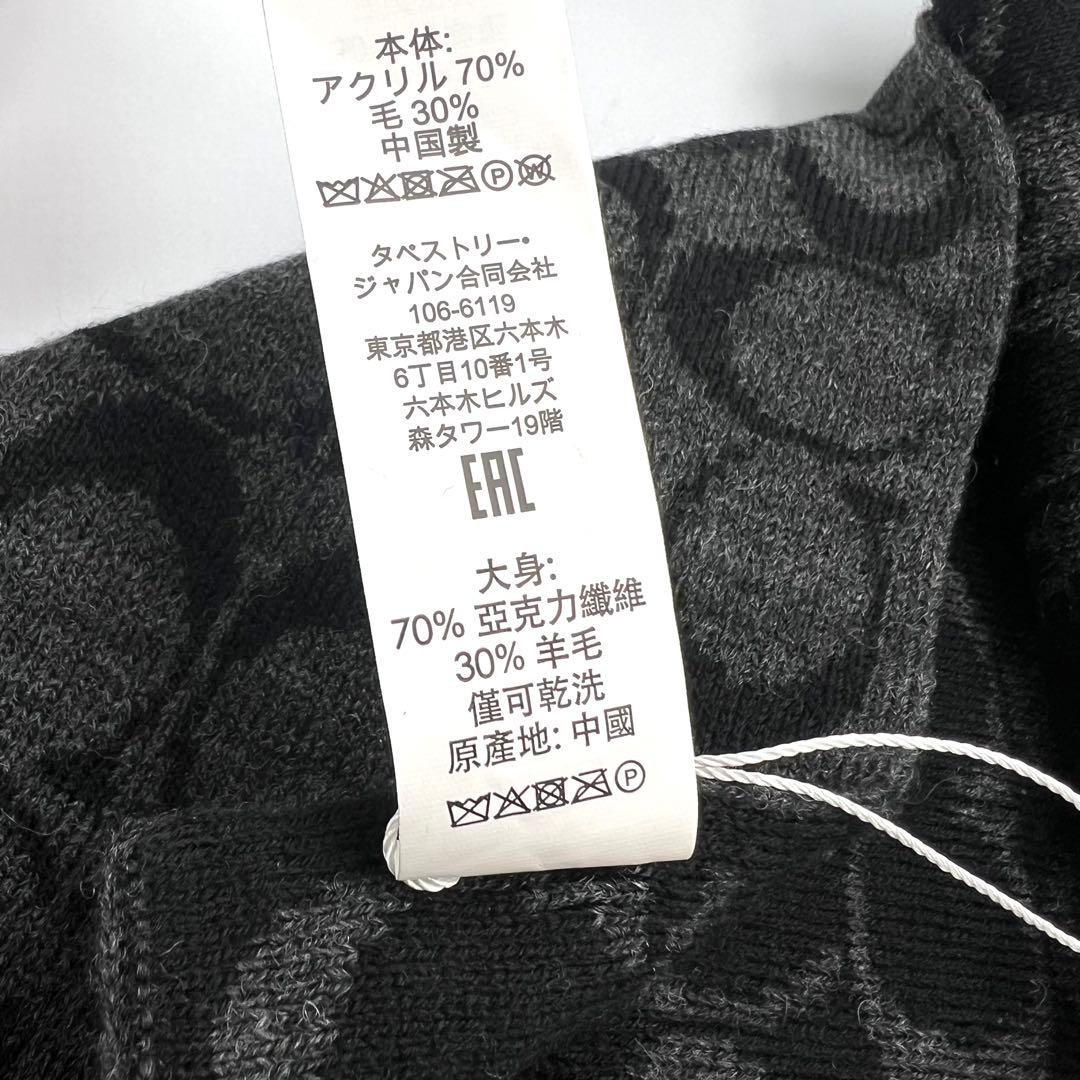 本体:
アクリル 70%
毛 30%
中国製
P W
タペストリー・
ジャパン合同会社
106-6119
東京都港区六本木
6丁目10番1号
六本木ヒルズ
森タワー19階
EAC
大身:
70% 亞克力纖維
30% 羊毛
僅可乾洗
原產地: 中國
P